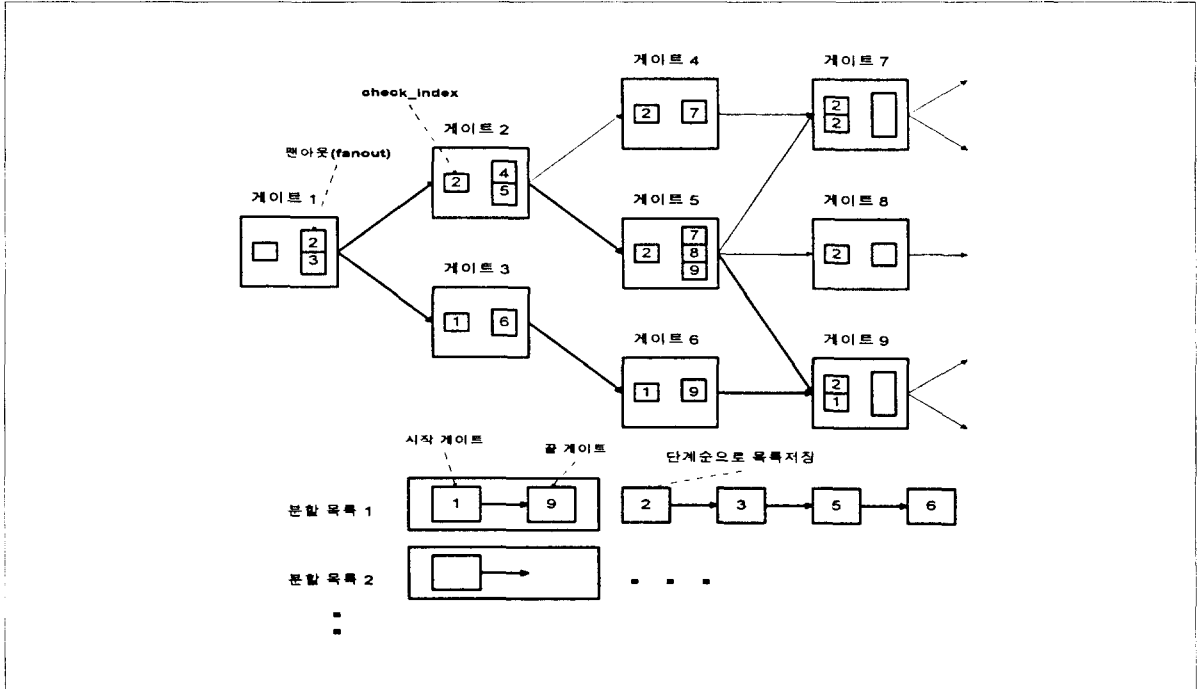 게이트 4
게이트 7
check_index
2
7
2
2
게이트 2
팬아웃(fanout)
2
4
5
게이트 1
게이트 5
게이트 8
2
3
2
7
8
9
2
게이트 3
1
6
게이트 6
게이트 9
1
9
2
1
시작 게이트
끝 게이트
단계순으로 목록저장
분할 목록 1
1
9
2
3
5
6
분할 목록 2